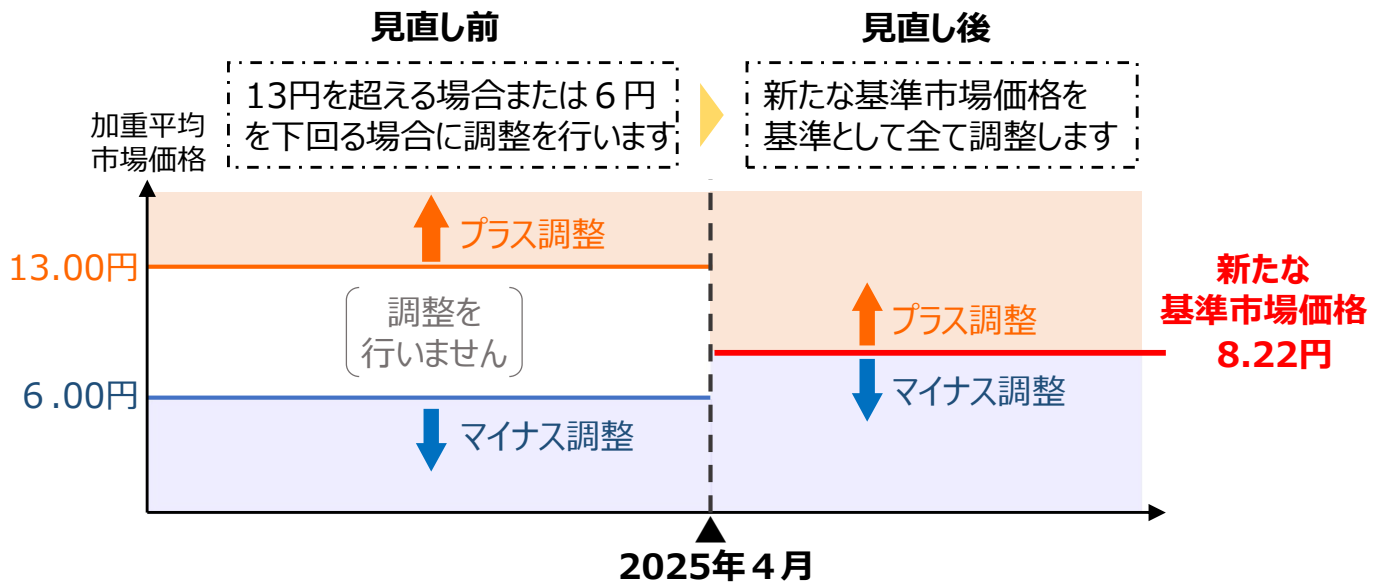 見直し前
見直し後
13円を超える場合または６円
を下回る場合に調整を行います
新たな基準市場価格を
基準として全て調整します
加重平均
市場価格
プラス調整
13.00円
調整を
行いません
6.00円
マイナス調整
プラス調整
マイナス調整
新たな
基準市場価格
8.22円
2025年４月